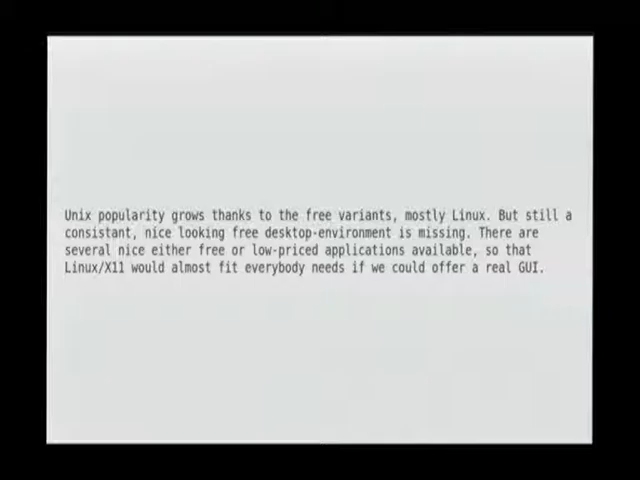 Unix popularity grows thanks to the free variants, mostly Linux. But still a
consistant, nice looking free desktop-environment is missing. There are
several nice either free or low-priced applications available, so that
Linux/X11 would almost fit everybody needs if we could offer a real GUI.